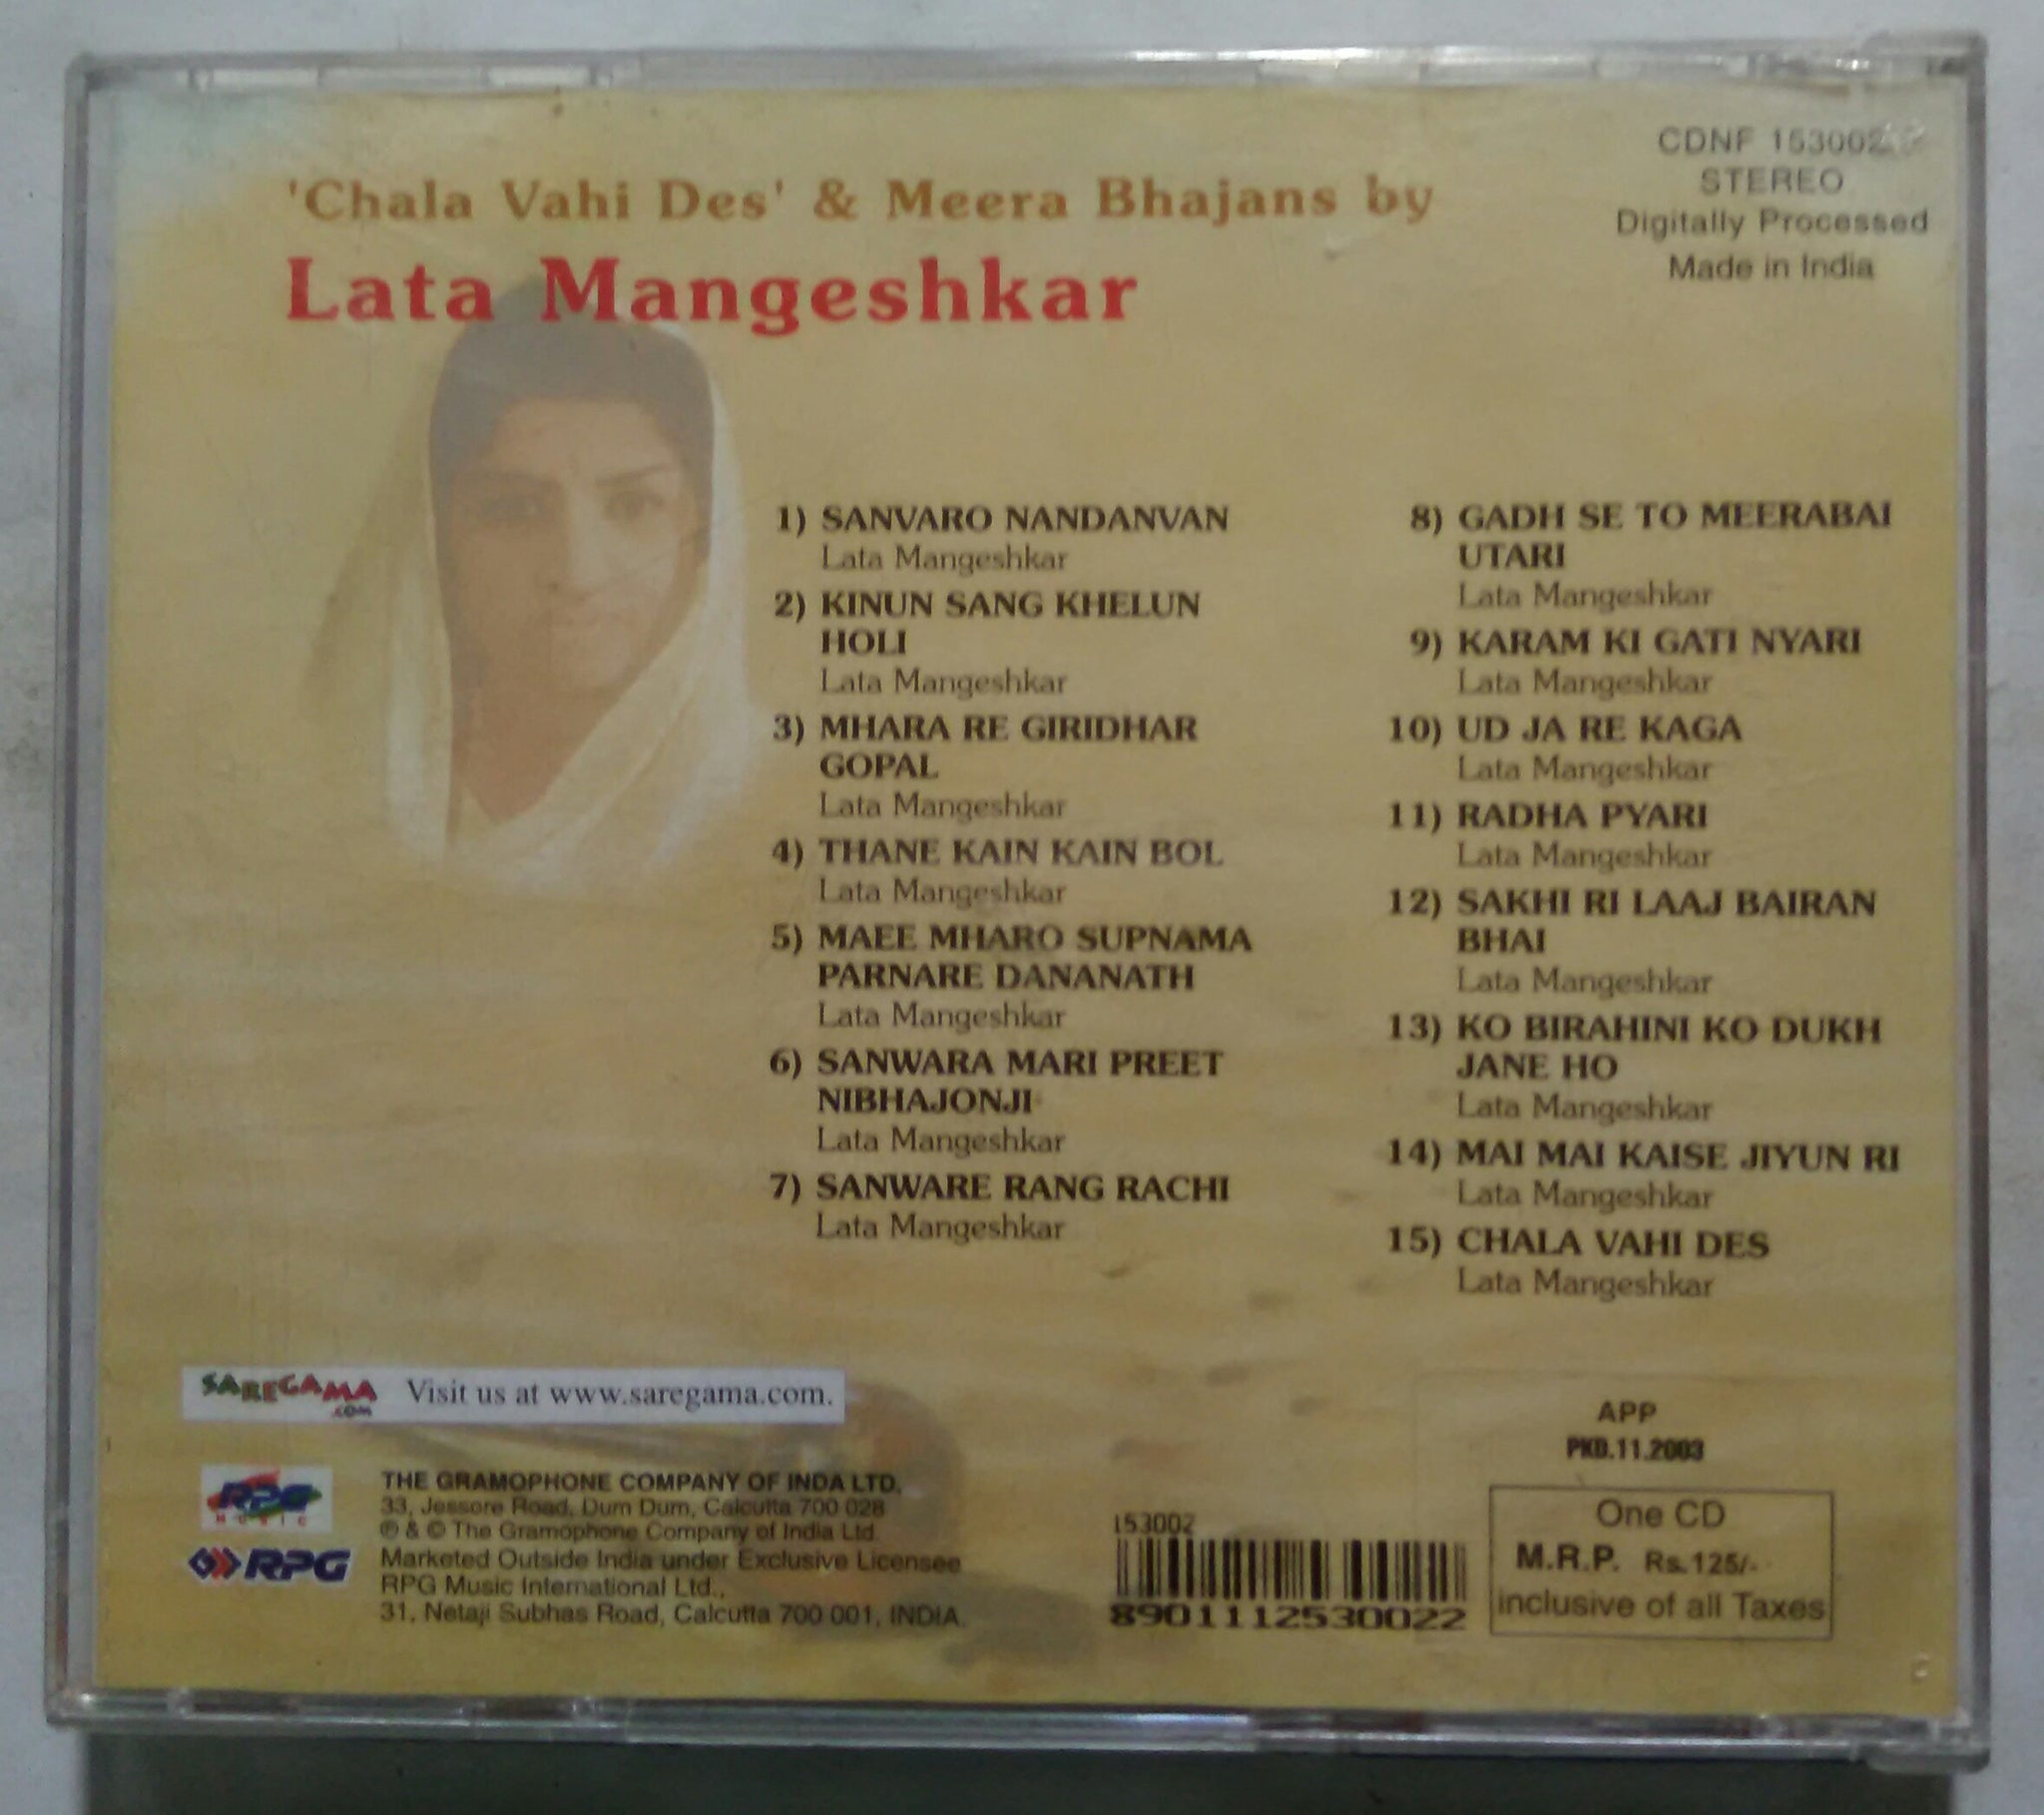 'Chala Vahi Des' & Meera Bhajans by
Lata Mangeshkar
CDNF 153002
STEREO
Digitally Processed
Made in India
1) SANVARO NANDANVAN
Lata Mangeshkar
2) KINUN SANG KHELUN
HOLI
Lata Mangeshkar
3) MHARA RE GIRIDHAR
GOPAL
Lata Mangeshkar
4) THANE KAIN KAIN BOL
Lata Mangeshkar
5) MAEE MHARO SUPNAMA
PARNARE DANANATH
Lata Mangeshkar
6) SANWARA MARI PREET
NIBHAJONJI
Lata Mangeshkar
7) SANWARE RANG RACHI
Lata Mangeshkar
8) GADH SE TO MEERABAI
UTARI
Lata Mangeshkar
9) KARAM KI GATI NYARI
Lata Mangeshkar
10) UD JA RE KAGA
Lata Mangeshkar
11) RADHA PYARI
Lata Mangeshkar
12) SAKHI RI LAAJ BAIRAN
BHAI
Lata Mangeshkar
13) KO BIRAHINI KO DUKH
JANE HO
Lata Mangeshkar
14) MAI MAI KAISE JIYUN RI
Lata Mangeshkar
15) CHALA VAHI DES
Lata Mangeshkar
SAREGAMA
.COM
Visit us at www.saregama.com.
RPG
MUSIC
RPG
THE GRAMOPHONE COMPANY OF INDA LTD.
33, Jessore Road, Dum Dum, Calcutta 700 028
℗ & © The Gramophone Company of India Ltd.
Marketed Outside India under Exclusive Licensee
RPG Music International Ltd.,
31, Netaji Subhas Road, Calcutta 700 001, INDIA.
153002
8901112530022
APP
PKD.11.2003
One CD
M.R.P. Rs.125/-
inclusive of all Taxes